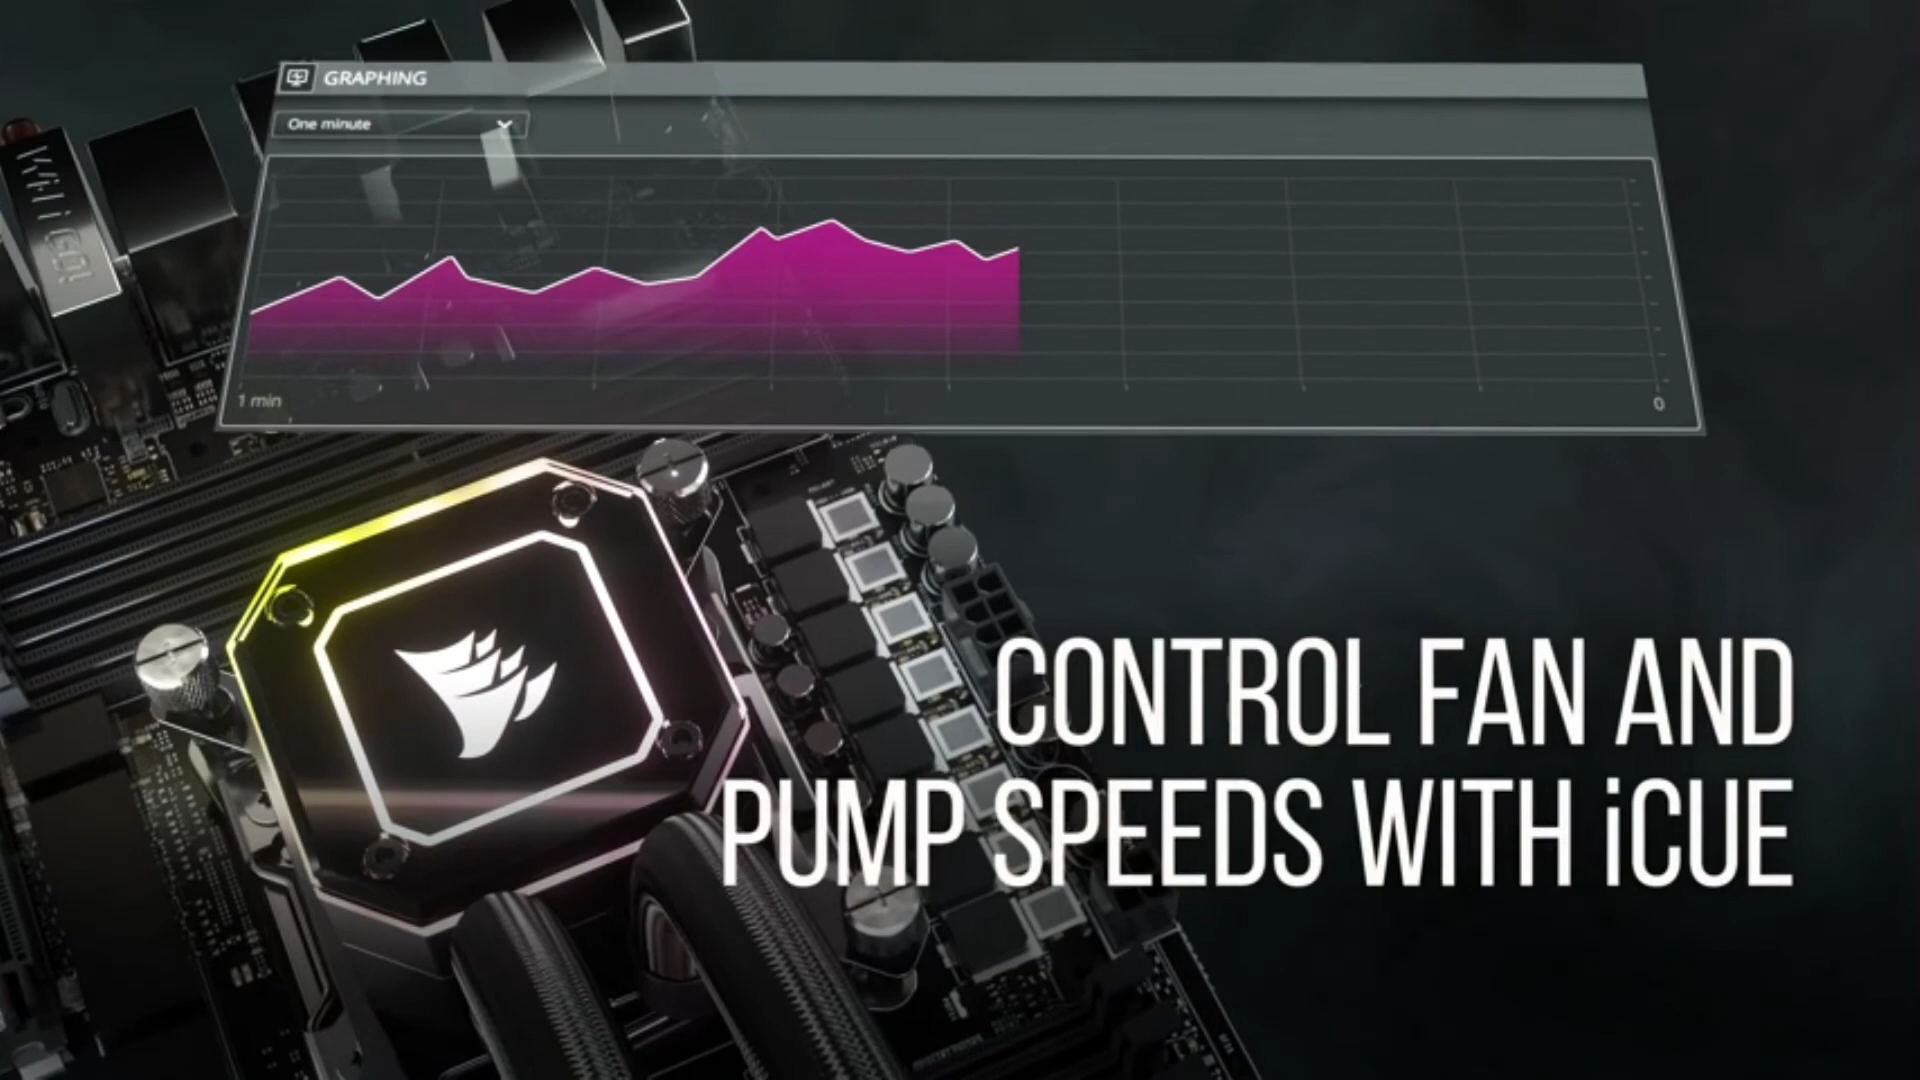 GRAPHING
One minute
1 min
0
CONTROL FAN AND
PUMP SPEEDS WITH iCUE